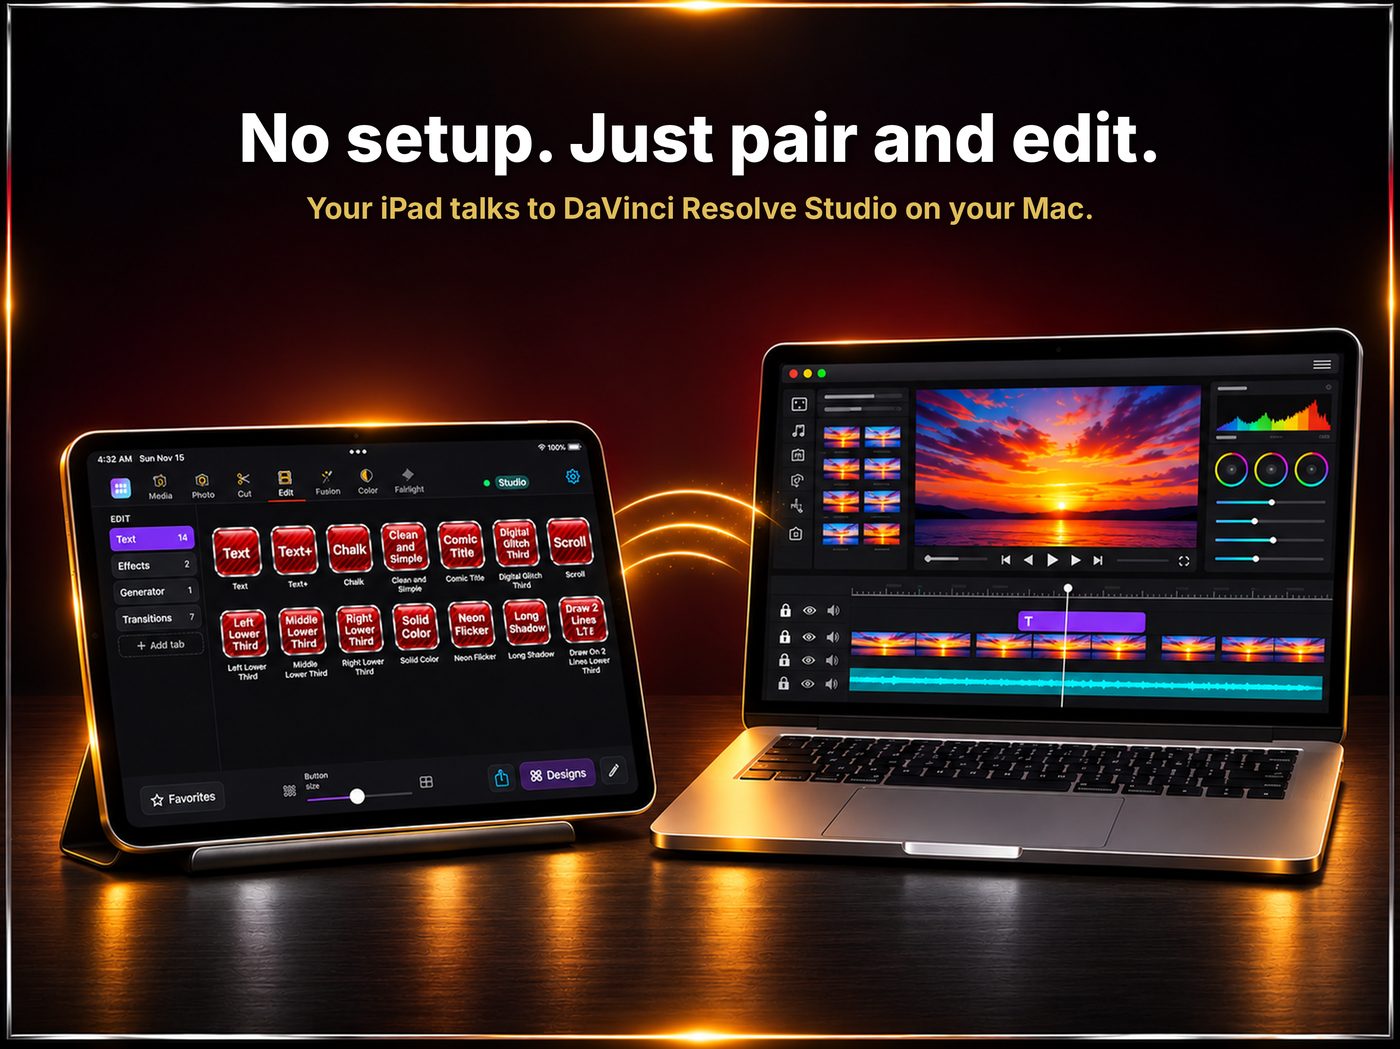 No setup. Just pair and edit.
Your iPad talks to DaVinci Resolve Studio on your Mac.
4:32 AM Sun Nov 15
100%
Media Photo Cut Edit Fusion Color Fairlight
Studio
EDIT
Text 14
Effects 2
Generator 1
Transitions 7
+ Add tab
Text
Text+
Chalk
Clean
and
Simple
Comic
Title
Digital
Glitch
Third
Scroll
Text
Text+
Chalk
Clean and
Simple
Comic Title
Digital Glitch
Third
Scroll
Left
Lower
Third
Middle
Lower
Third
Right
Lower
Third
Solid
Color
Neon
Flicker
Long
Shadow
Draw 2
Lines
LTE
Left Lower
Third
Middle
Lower Third
Right Lower
Third
Solid Color
Neon Flicker
Long Shadow
Draw On 2
Lines Lower
Third
Favorites
Button
size
Designs
T